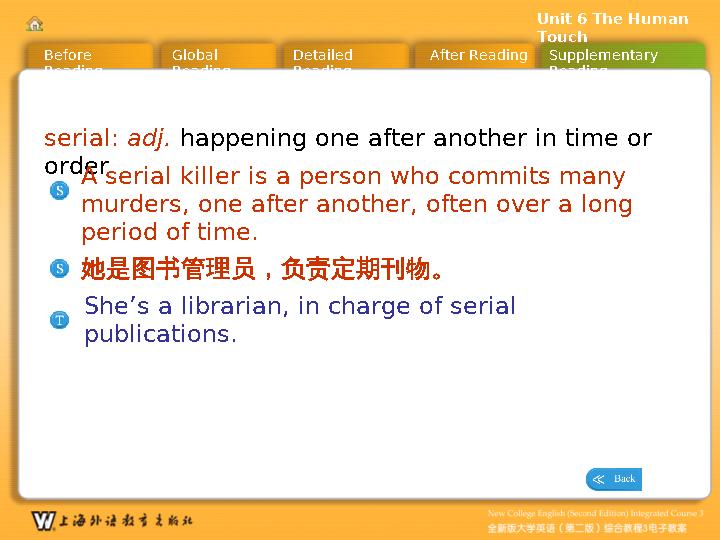 Unit 6 The Human
Touch
Before
Reading
Global
Reading
Detailed
Reading
After Reading
Supplementary
Reading
serial: adj. happening one after another in time or
order
S
A serial killer is a person who commits many
murders, one after another, often over a long
period of time.
S
她是图书管理员，负责定期刊物。
T
She’s a librarian, in charge of serial
publications.
≪ Back
W 上海外语教育出版社
New College English (Second Edition) Integrated Course 3
全新版大学英语（第二版）综合教程3电子教案